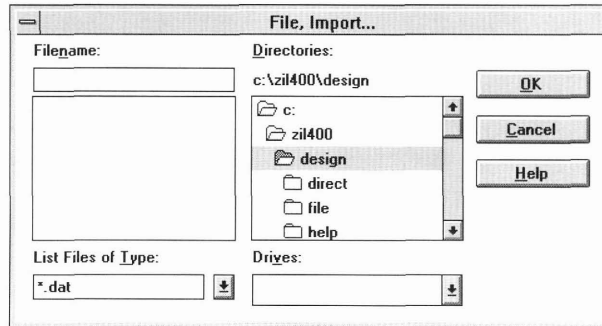 File, Import...
Filename:
Directories:
c:\zil400\design
OK
c:
zil400
Cancel
design
direct
Help
file
help
List Files of Type:
Drives:
*.dat